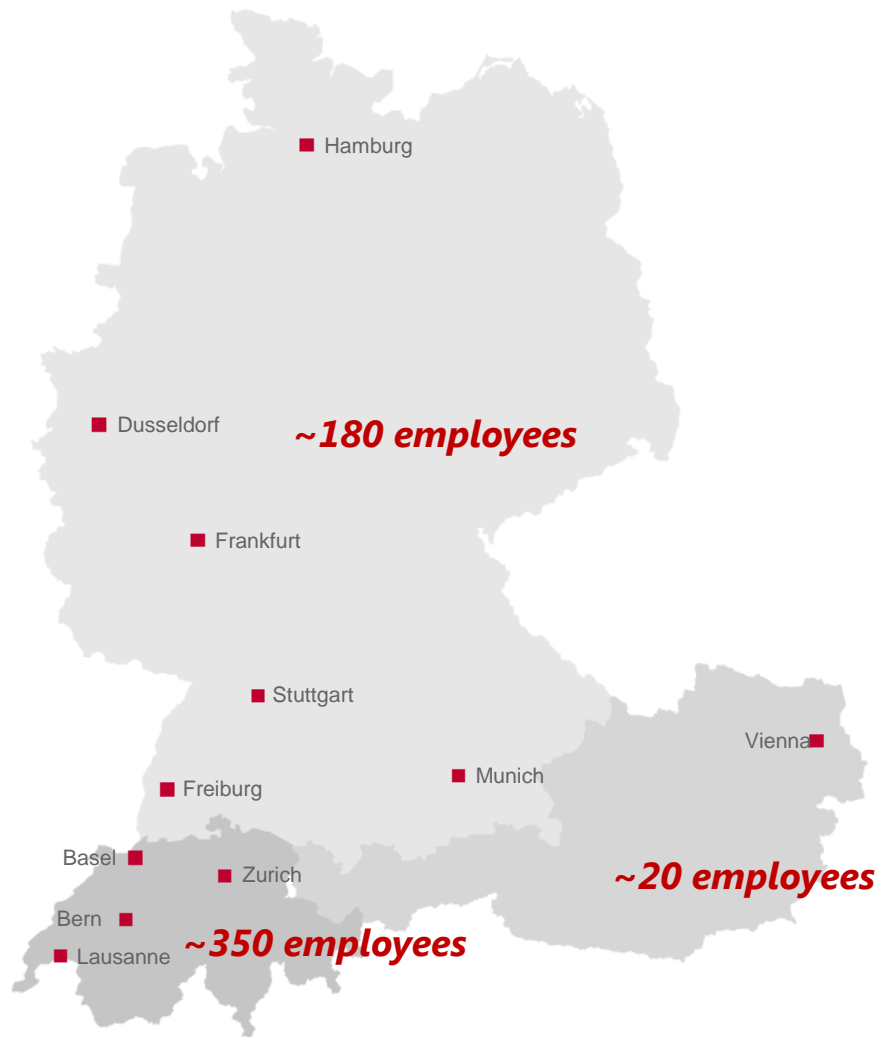 Hamburg
Dusseldorf
~180 employees
Frankfurt
Stuttgart
Vienna
Munich
Freiburg
Basel
Zurich
~20 employees
Bern
~350 employees
Lausanne